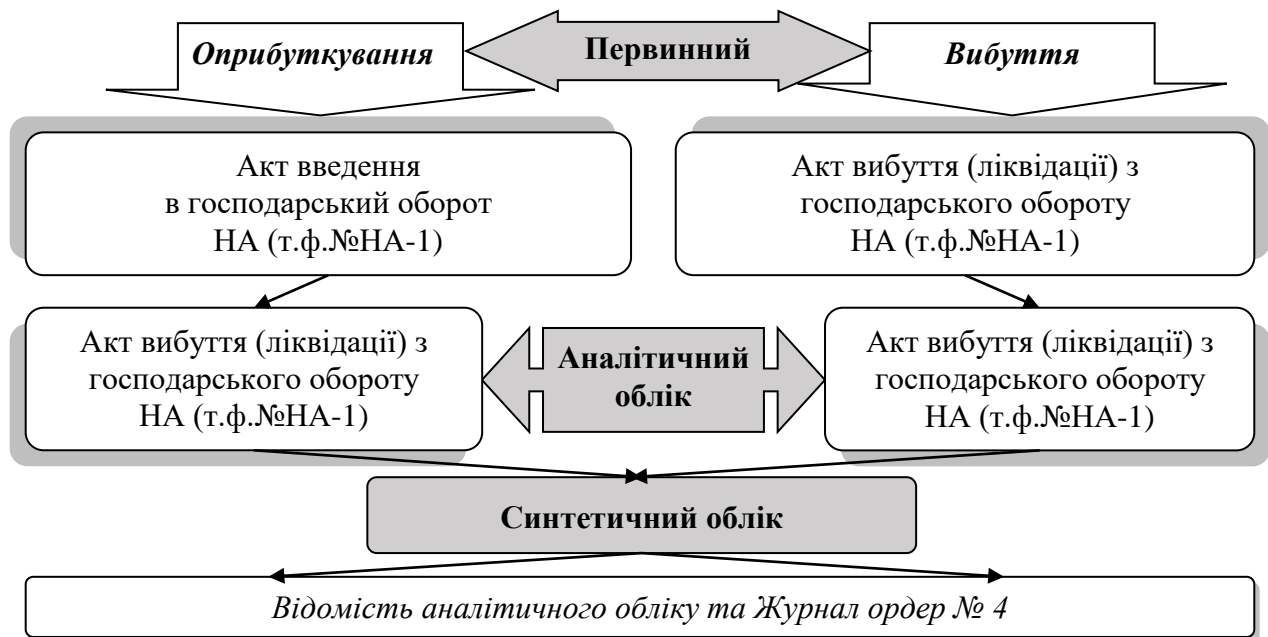 Оприбуткування
Первинний
Вибуття
Акт введення
в господарський оборот
НА (т.ф.№НА-1)
Акт вибуття (ліквідації) з
господарського обороту
НА (т.ф.№НА-1)
Акт вибуття (ліквідації) з
господарського обороту
НА (т.ф.№НА-1)
Аналітичний
облік
Акт вибуття (ліквідації) з
господарського обороту
НА (т.ф.№НА-1)
Синтетичний облік
Відомість аналітичного обліку та Журнал ордер № 4